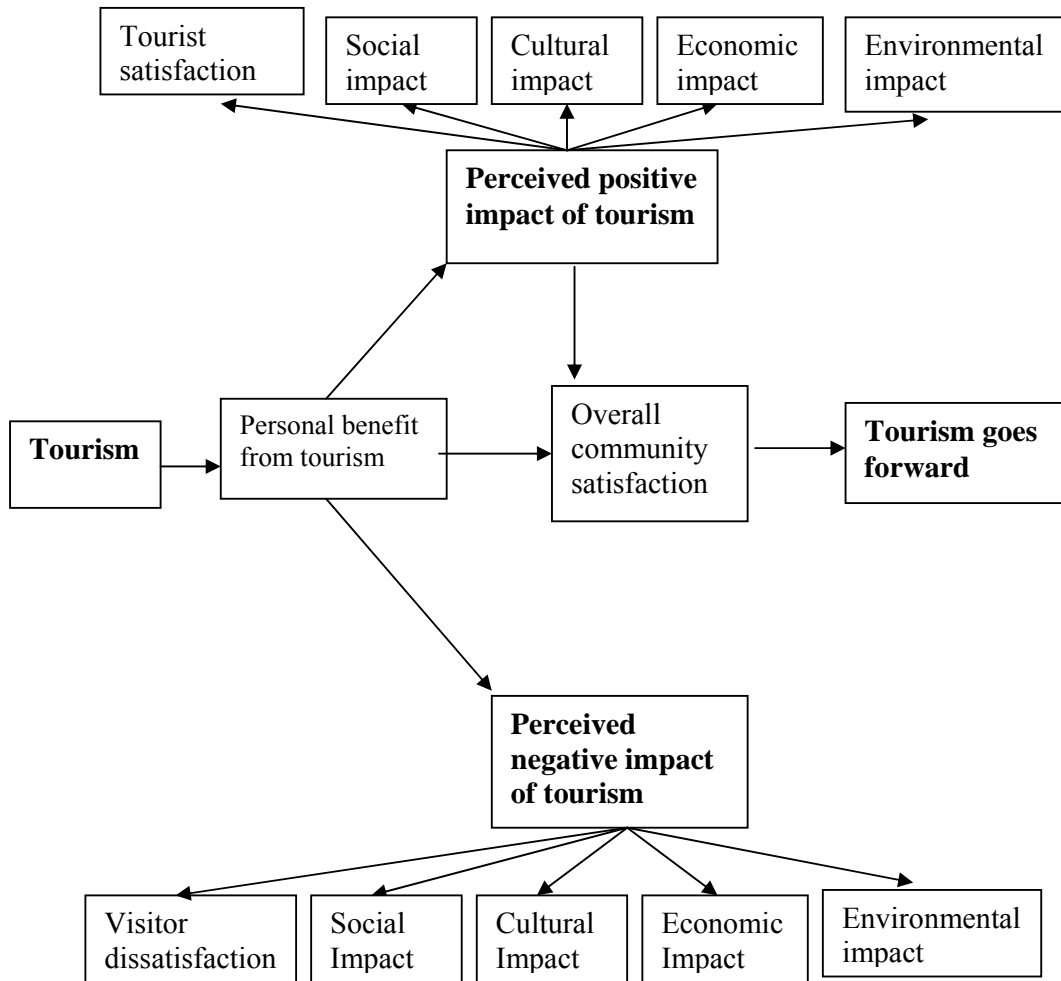 Tourist
satisfaction
Social
impact
Cultural
impact
Economic
impact
Environmental
impact
Perceived positive
impact of tourism
Tourism
Personal benefit
from tourism
Overall
community
satisfaction
Tourism goes
forward
Perceived
negative impact
of tourism
Visitor
dissatisfaction
Social
Impact
Cultural
Impact
Economic
Impact
Environmental
impact